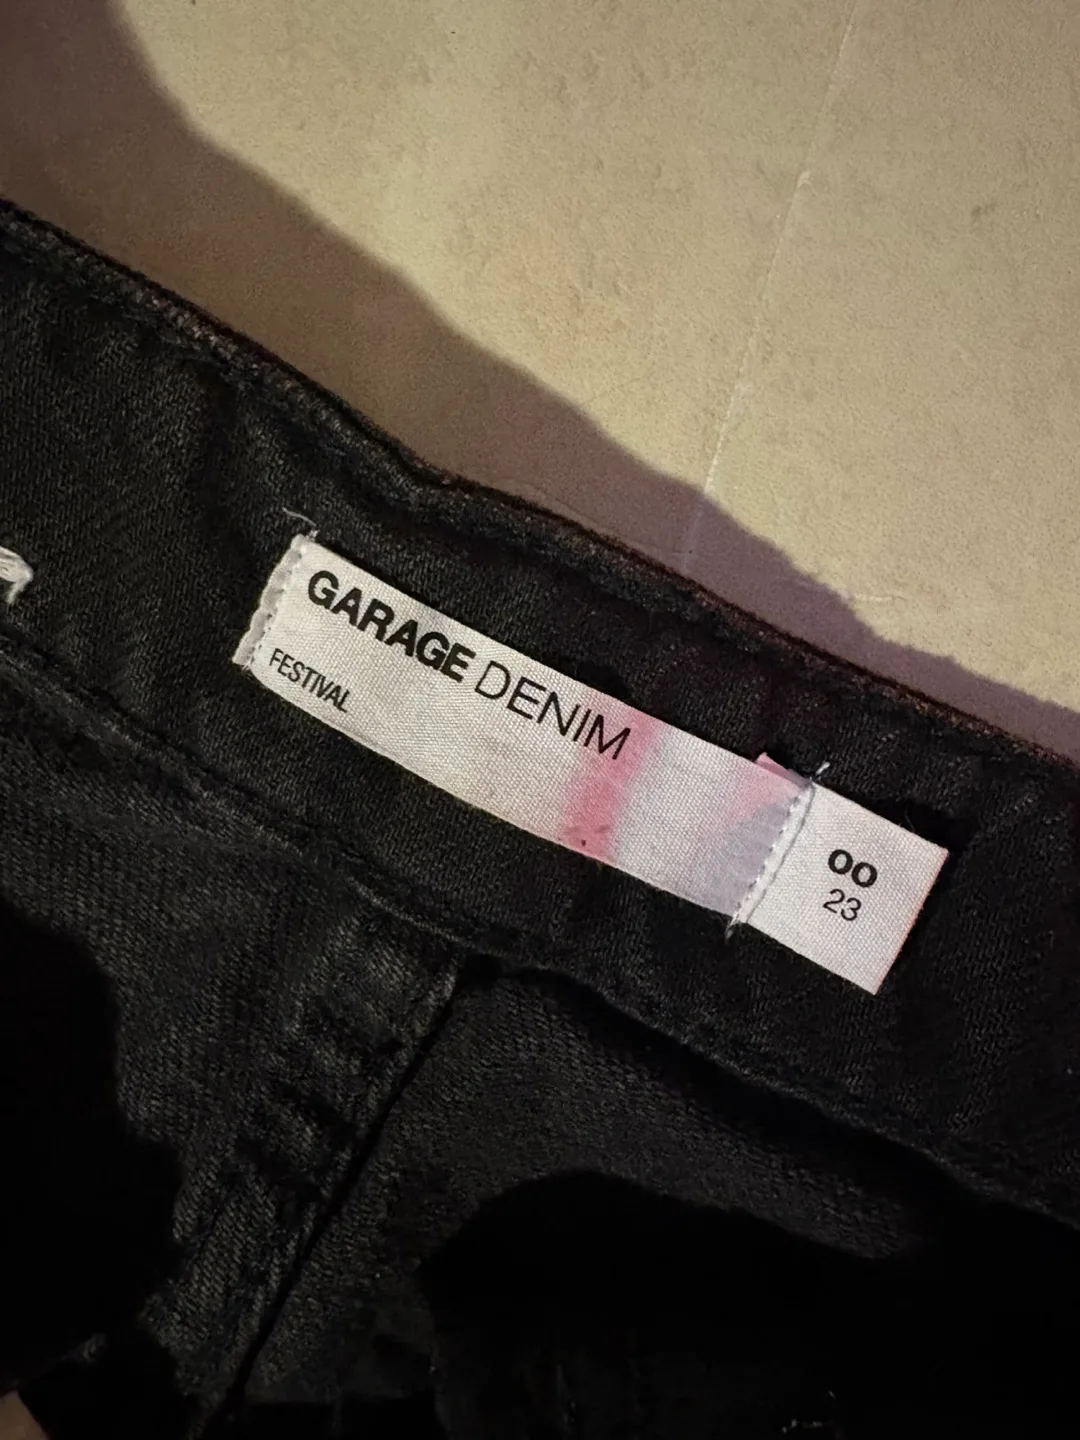 GARAGE DENIM
FESTIVAL
00
23